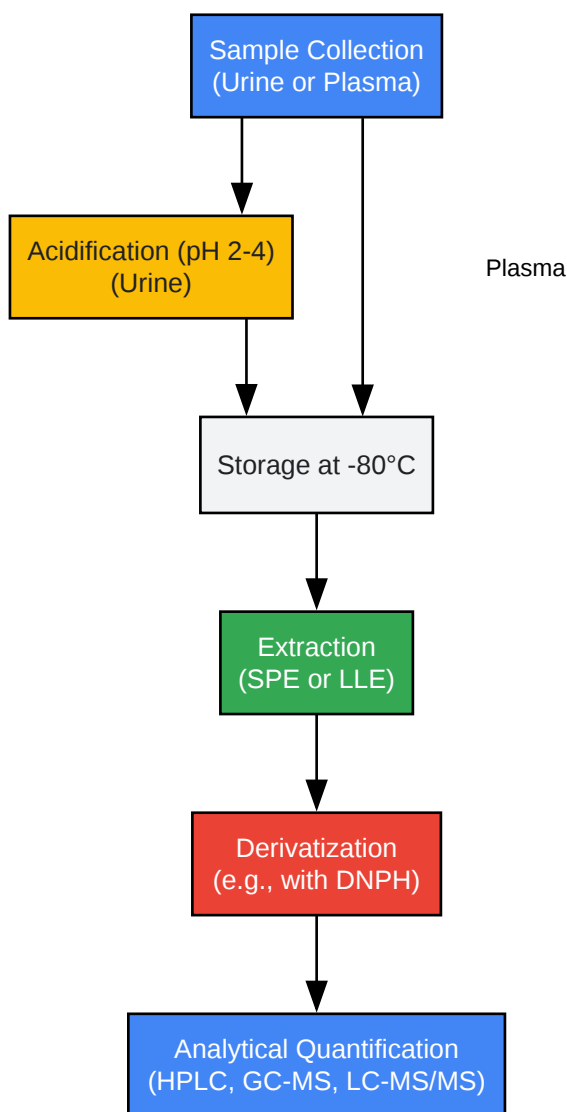 Sample Collection
(Urine or Plasma)
Acidification (pH 2-4)
(Urine)
Plasma
Storage at -80°C
Extraction
(SPE or LLE)
Derivatization
(e.g., with DNPH)
Analytical Quantification
(HPLC, GC-MS, LC-MS/MS)